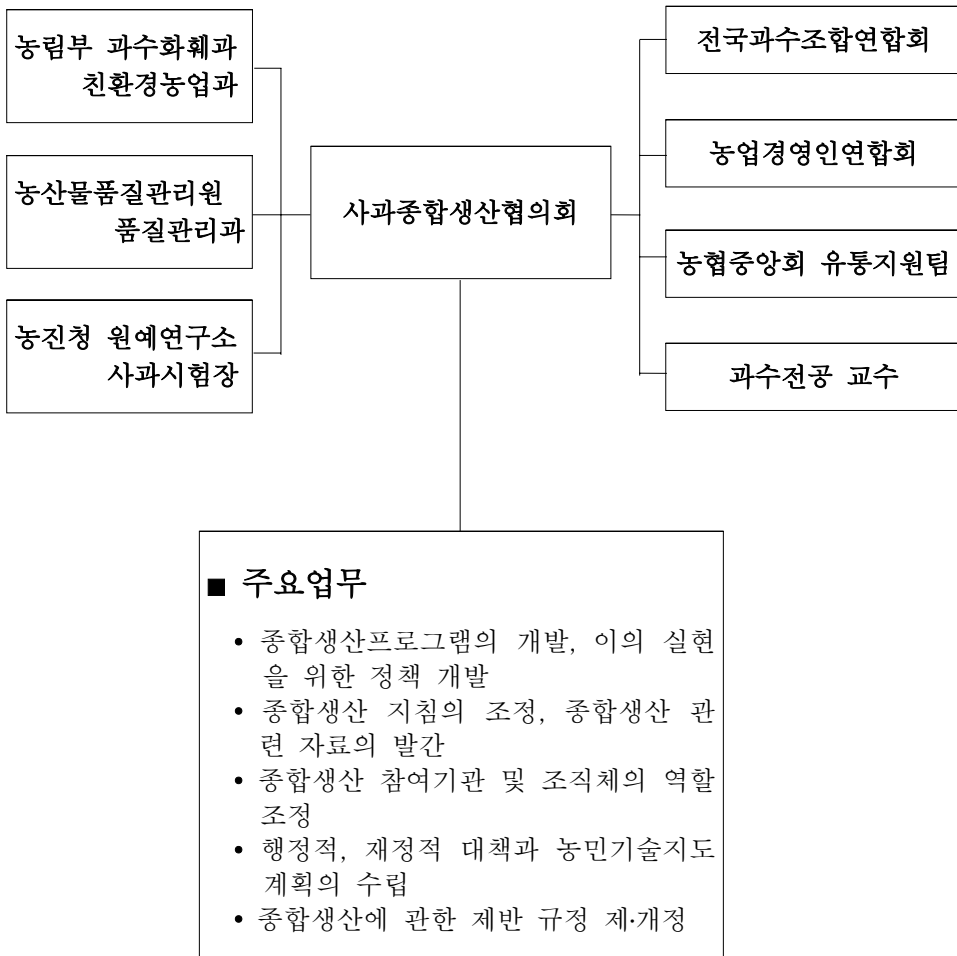 농림부 과수화훼과
친환경농업과
농산물품질관리원
품질관리과
농진청 원예연구소
사과시험장
사과종합생산협의회
전국과수조합연합회
농업경영인연합회
농협중앙회 유통지원팀
과수전공 교수
■ 주요업무
• 종합생산프로그램의 개발, 이의 실현
을 위한 정책 개발
• 종합생산 지침의 조정, 종합생산 관
련 자료의 발간
• 종합생산 참여기관 및 조직체의 역할
조정
• 행정적, 재정적 대책과 농민기술지도
계획의 수립
• 종합생산에 관한 제반 규정 제·개정